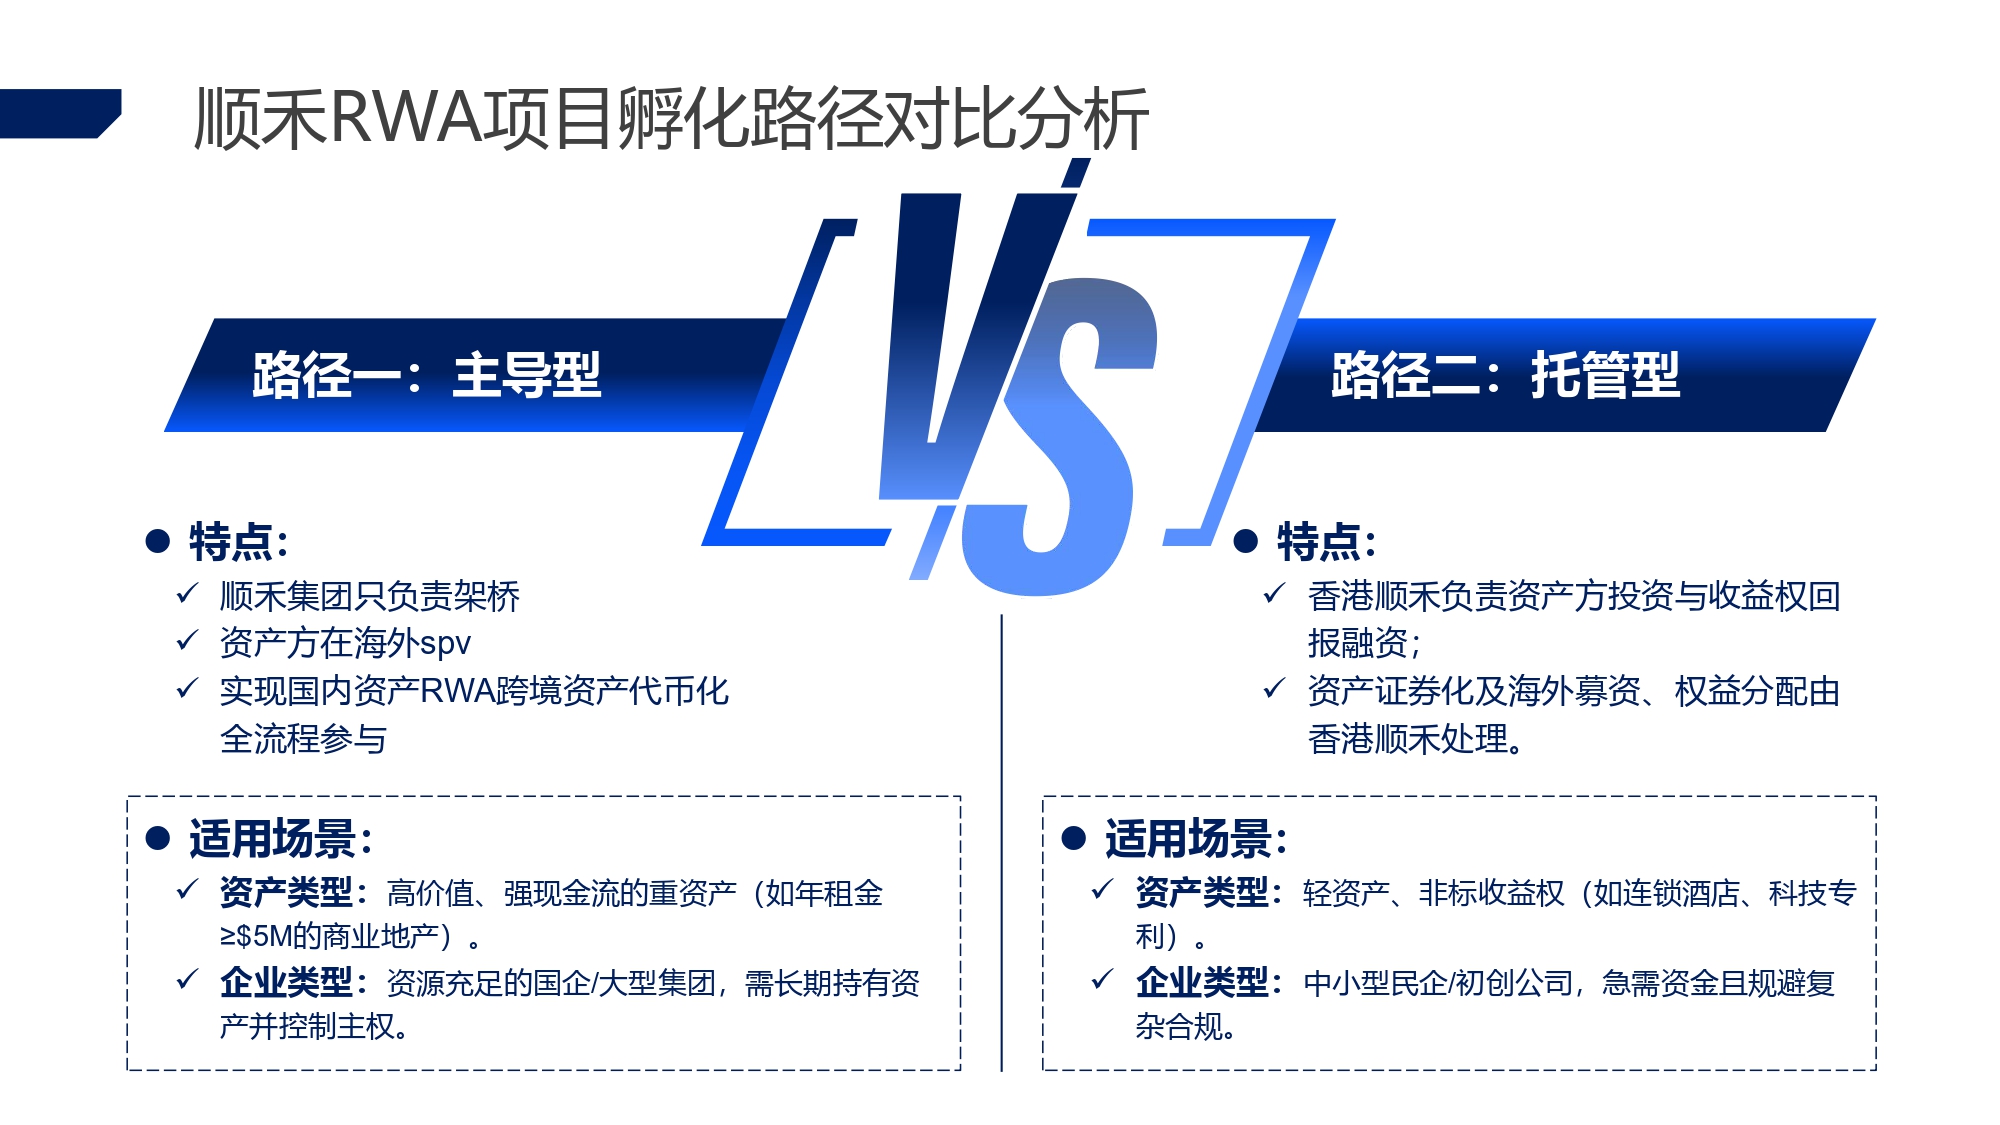 顺禾RWA项目孵化路径对比分析
VS
路径一：主导型
特点：
顺禾集团只负责架桥
资产方在海外spv
实现国内资产RWA跨境资产代币化
全流程参与
适用场景：
资产类型：高价值、强现金流的重资产（如年租金
≥$5M的商业地产）。
企业类型：资源充足的国企/大型集团，需长期持有资
产并控制主权。
路径二：托管型
特点：
香港顺禾负责资产方投资与收益权回
报融资；
资产证券化及海外募资、权益分配由
香港顺禾处理。
适用场景：
资产类型：轻资产、非标收益权（如连锁酒店、科技专
利）。
企业类型：中小型民企/初创公司，急需资金且规避复
杂合规。